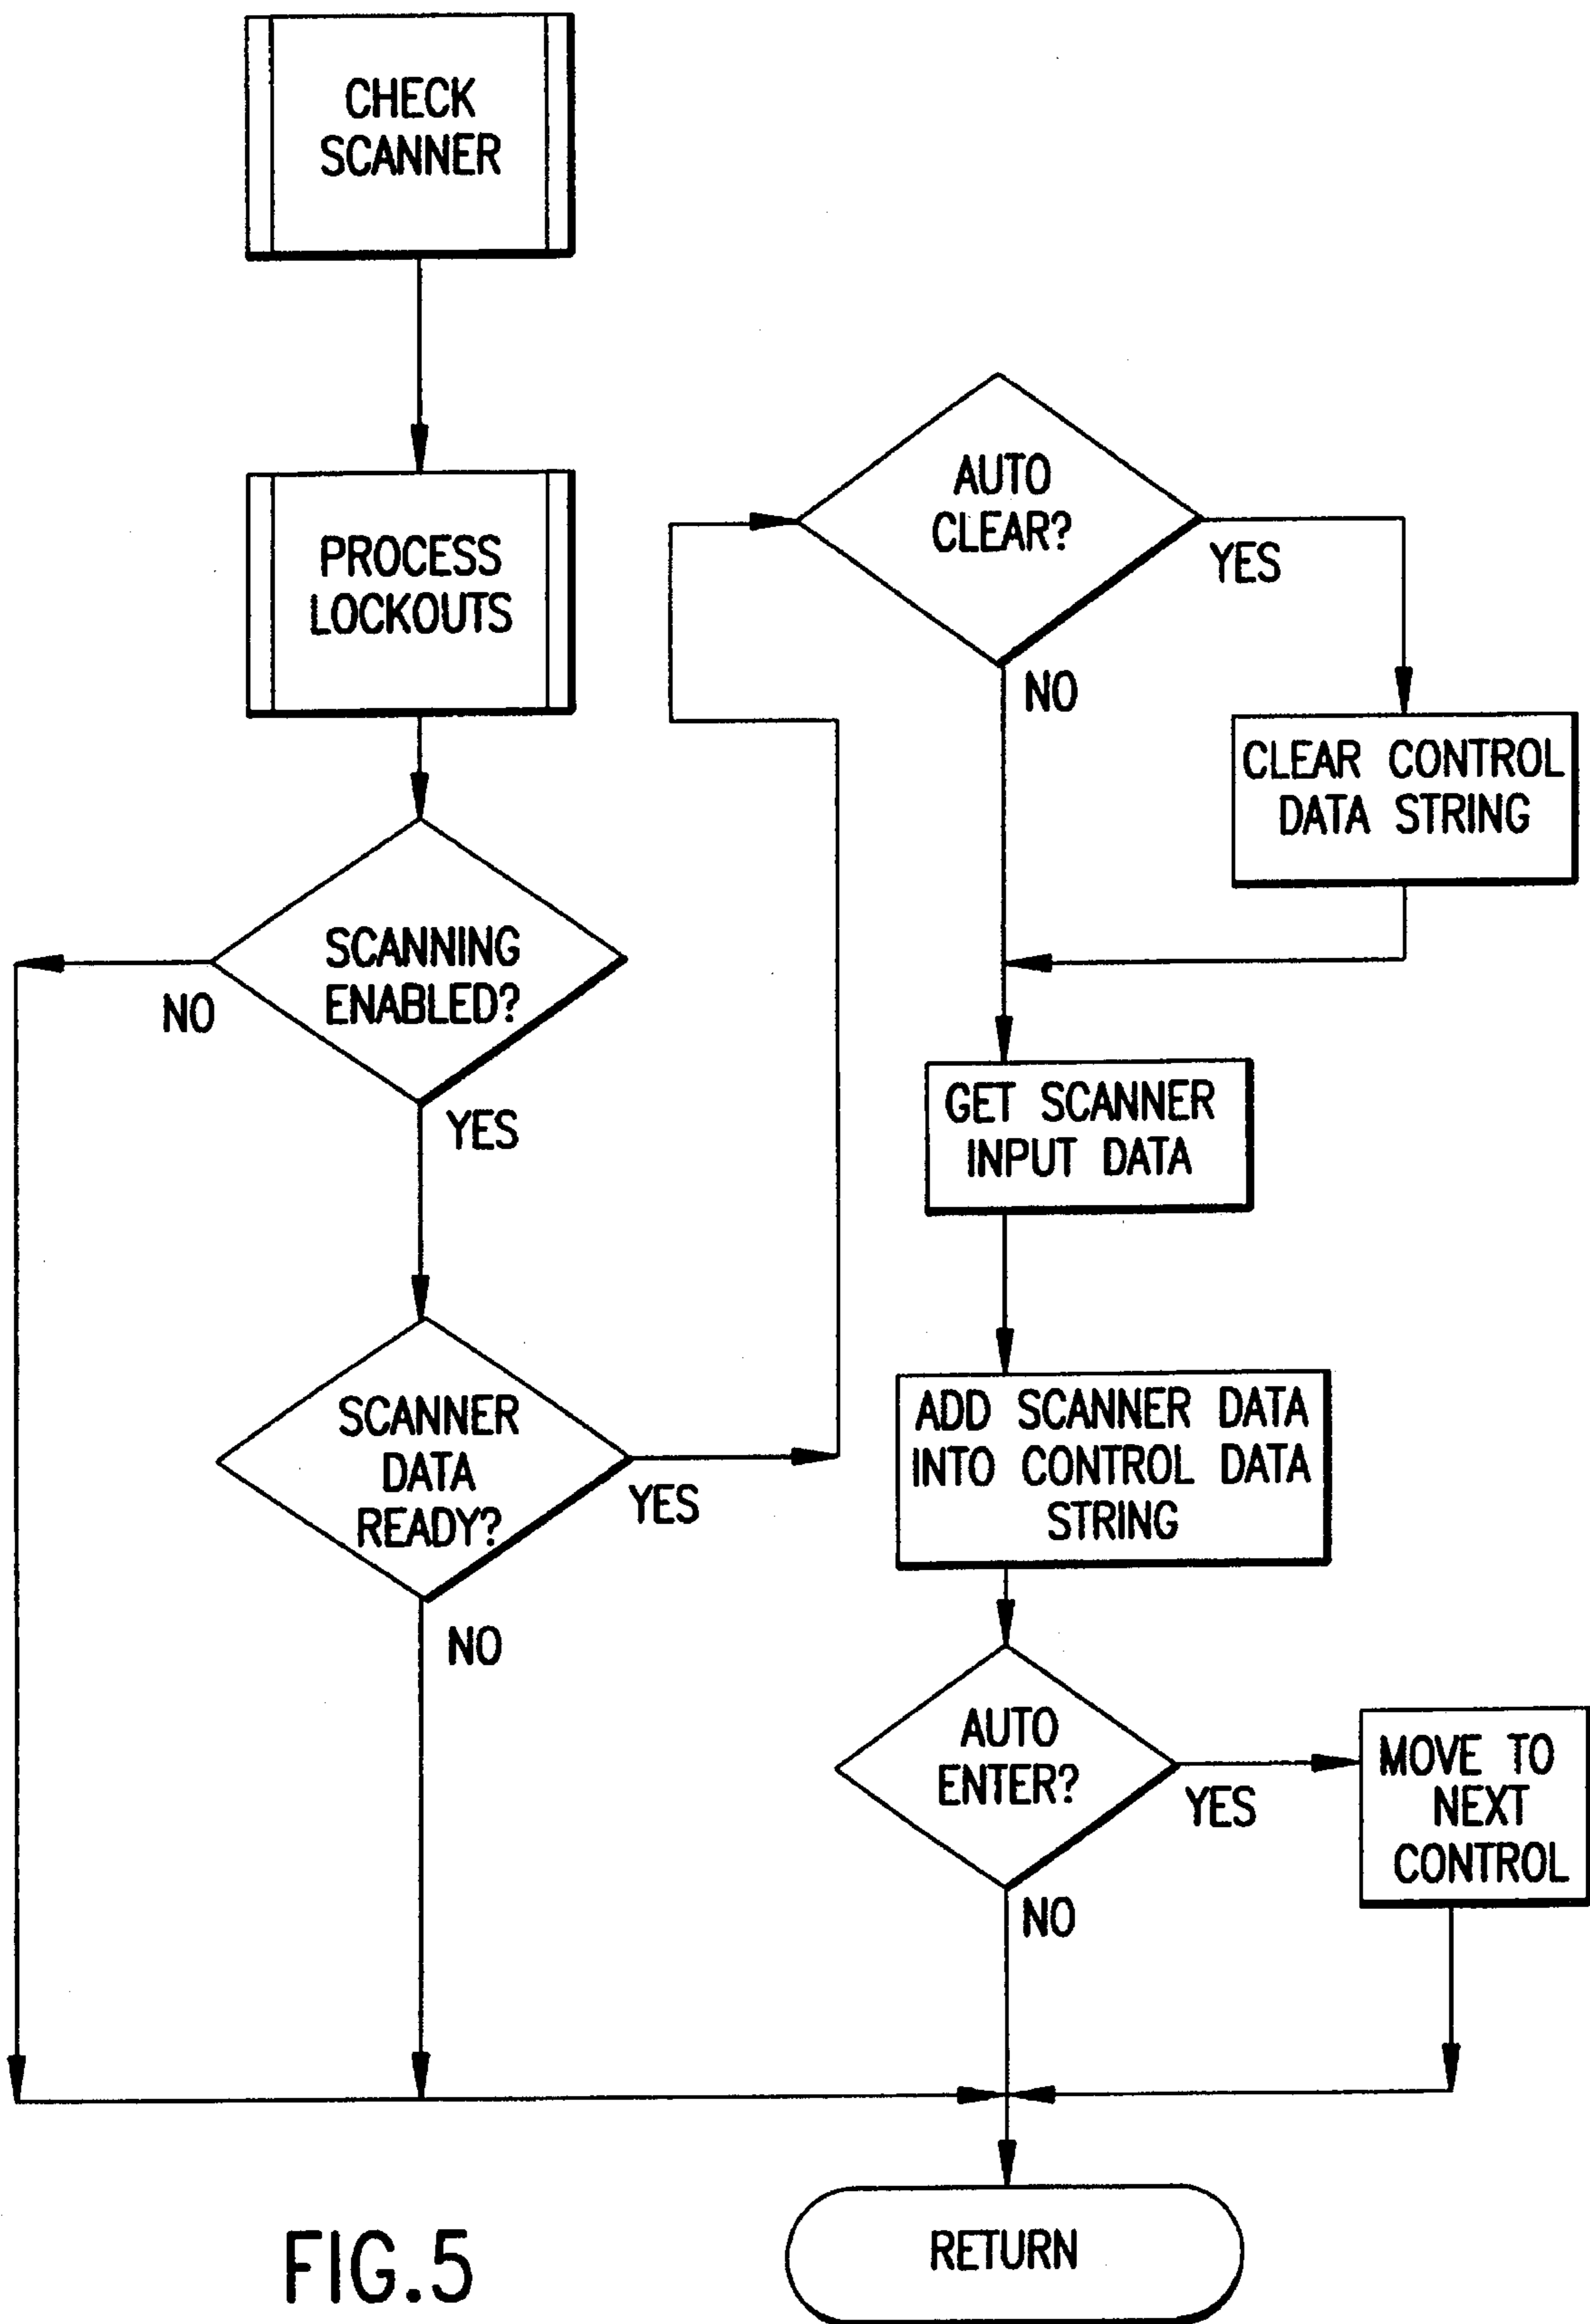 CHECK
SCANNER
PROCESS
LOCKOUTS
SCANNING
ENABLED?
NO
YES
SCANNER
DATA
READY?
YES
NO
AUTO
CLEAR?
YES
NO
CLEAR CONTROL
DATA STRING
GET SCANNER
INPUT DATA
ADD SCANNER DATA
INTO CONTROL DATA
STRING
AUTO
ENTER?
YES
NO
MOVE TO
NEXT
CONTROL
RETURN
FIG.5